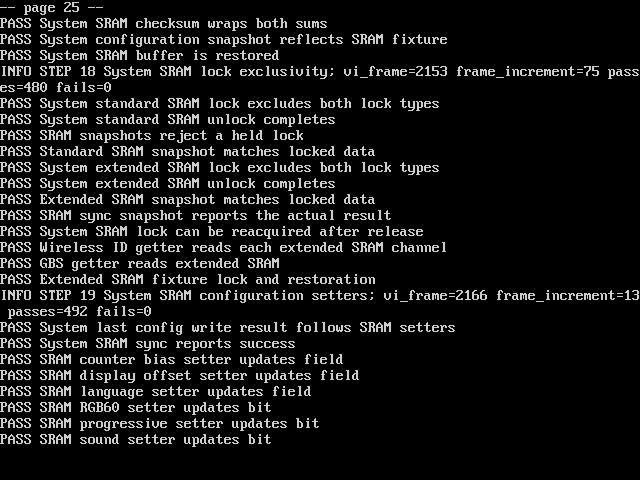 -- page 25 --
PASS System SRAM checksum wraps both sums
PASS System configuration snapshot reflects SRAM fixture
PASS System SRAM buffer is restored
INFO STEP 18 System SRAM lock exclusivity; vi_frame=2153 frame_increment=75 pass
es=480 fails=0
PASS System standard SRAM lock excludes both lock types
PASS System standard SRAM unlock completes
PASS SRAM snapshots reject a held lock
PASS Standard SRAM snapshot matches locked data
PASS System extended SRAM lock excludes both lock types
PASS System extended SRAM unlock completes
PASS Extended SRAM snapshot matches locked data
PASS SRAM sync snapshot reports the actual result
PASS System SRAM lock can be reacquired after release
PASS Wireless ID getter reads each extended SRAM channel
PASS GBS getter reads extended SRAM
PASS Extended SRAM fixture lock and restoration
INFO STEP 19 System SRAM configuration setters; vi_frame=2166 frame_increment=13
 passes=492 fails=0
PASS System last config write result follows SRAM setters
PASS System SRAM sync reports success
PASS SRAM counter bias setter updates field
PASS SRAM display offset setter updates field
PASS SRAM language setter updates field
PASS SRAM RGB60 setter updates bit
PASS SRAM progressive setter updates bit
PASS SRAM sound setter updates bit